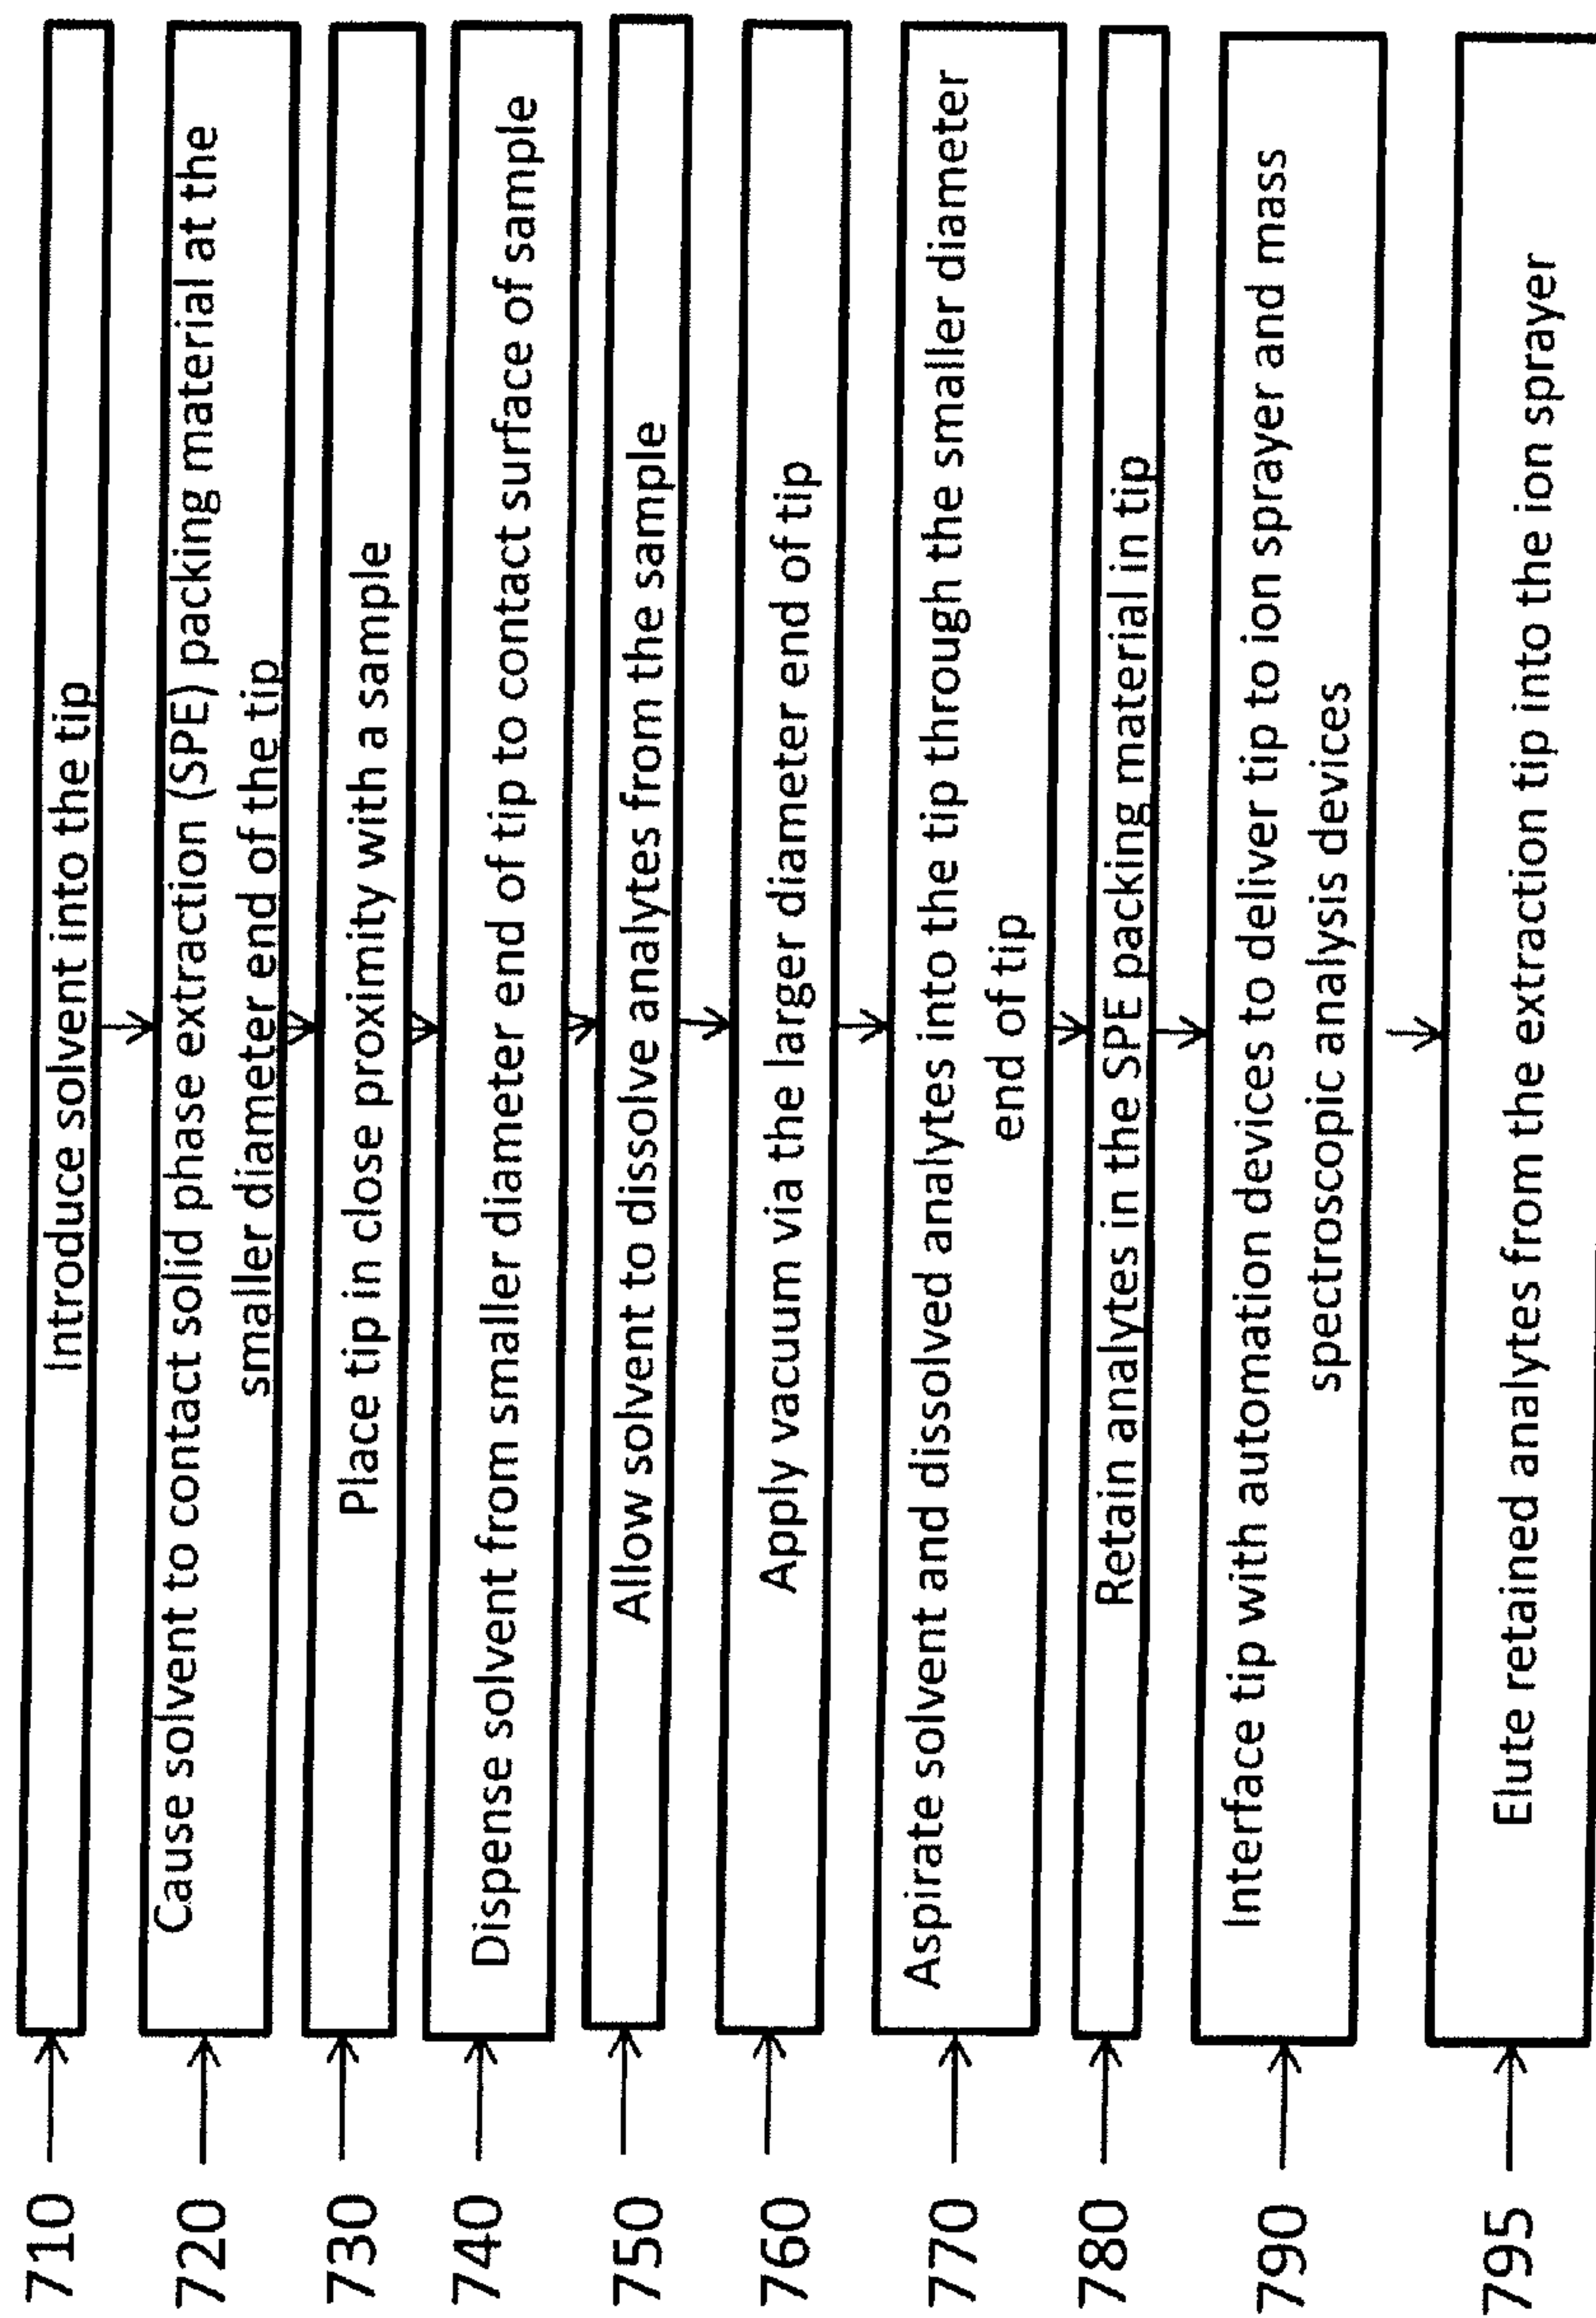 710
Introduce solvent into the tip
720
Cause solvent to contact solid phase extraction (SPE) packing material at the
smaller diameter end of the tip
730
Place tip in close proximity with a sample
740
Dispense solvent from smaller diameter end of tip to contact surface of sample
750
Allow solvent to dissolve analytes from the sample
760
Apply vacuum via the larger diameter end of tip
770
Aspirate solvent and dissolved analytes into the tip through the smaller diameter
end of tip
780
Retain analytes in the SPE packing material in tip
790
Interface tip with automation devices to deliver tip to ion sprayer and mass
spectroscopic analysis devices
795
Elute retained analytes from the extraction tip into the ion sprayer